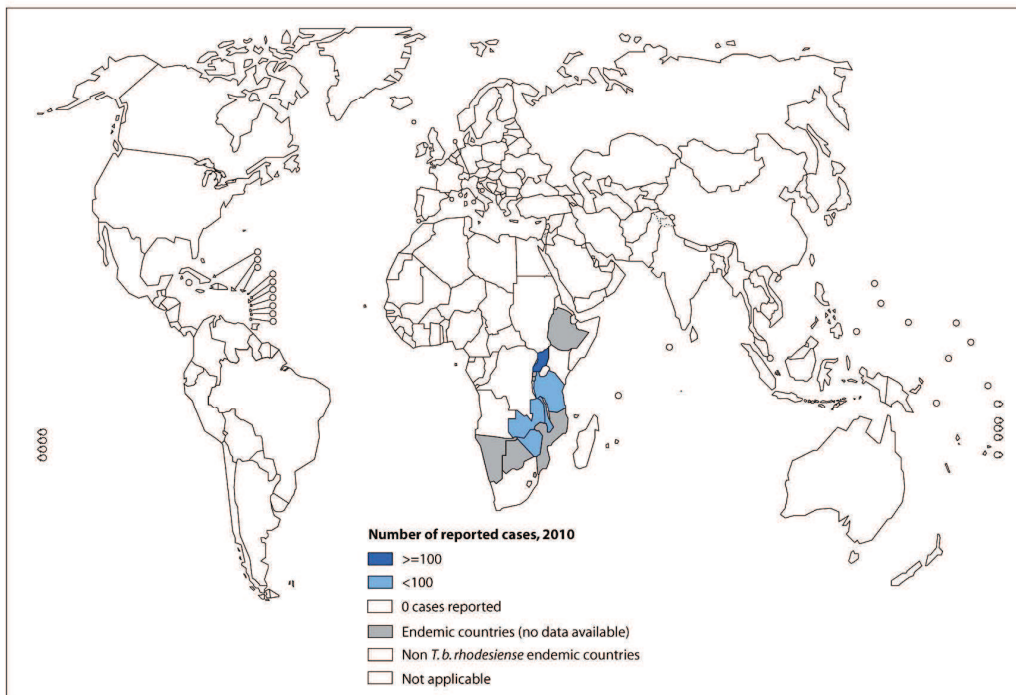 Number of reported cases, 2010
>=100
<100
0 cases reported
Endemic countries (no data available)
Non T. b. rhodesiense endemic countries
Not applicable